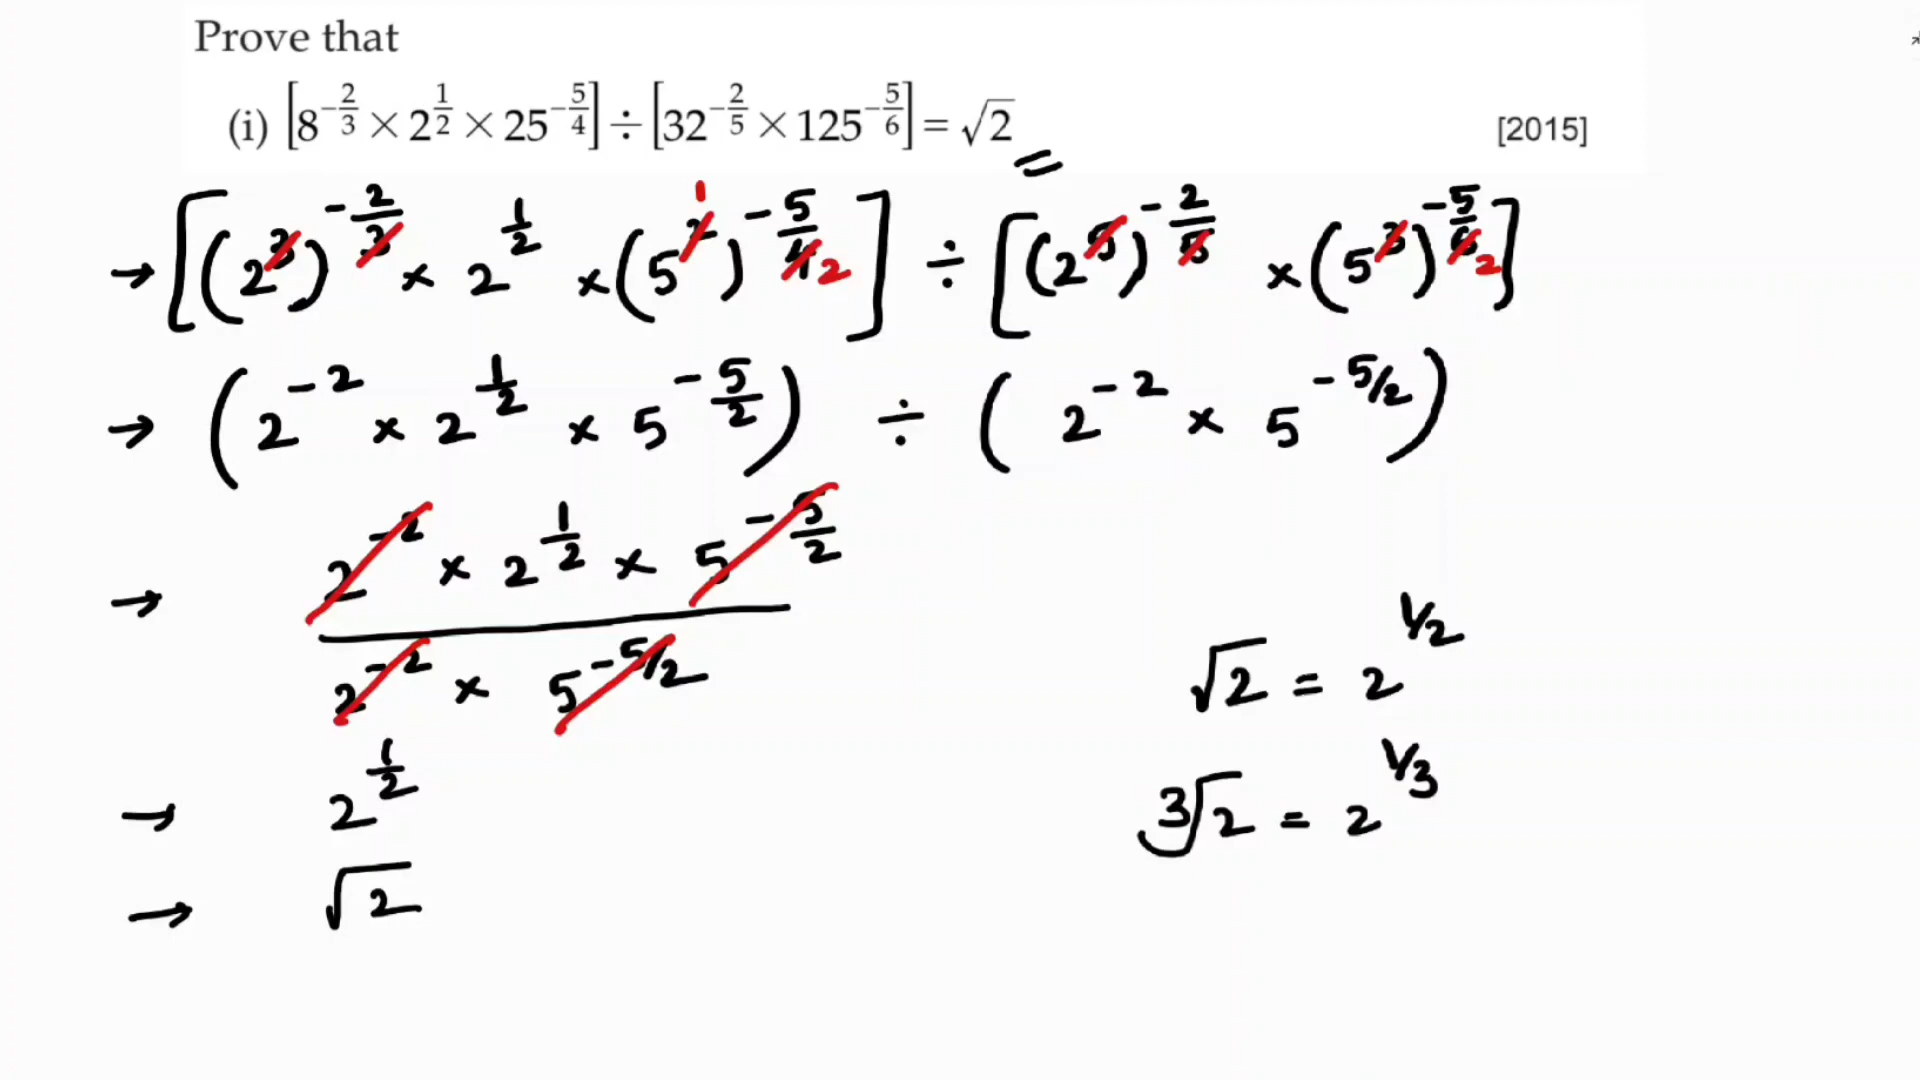 Prove that
(i) [8^{-2/3} × 2^{1/2} × 25^{-5/4}] ÷ [32^{-2/5} × 125^{-5/6}] = √2 [2015]
=
→ [(2^3)^{-2/3} × 2^{1/2} × (5^2)^{-5/4}] ÷ [(2^5)^{-2/5} × (5^3)^{-5/6}]
1 2 2
→ (2^{-2} × 2^{1/2} × 5^{-5/2}) ÷ (2^{-2} × 5^{-5/2})
→ 2^{-2} × 2^{1/2} × 5^{-5/2}
2^{-2} × 5^{-5/2}
→ 2^{1/2}
→ √2
√2 = 2^{1/2}
3√2 = 2^{1/3}